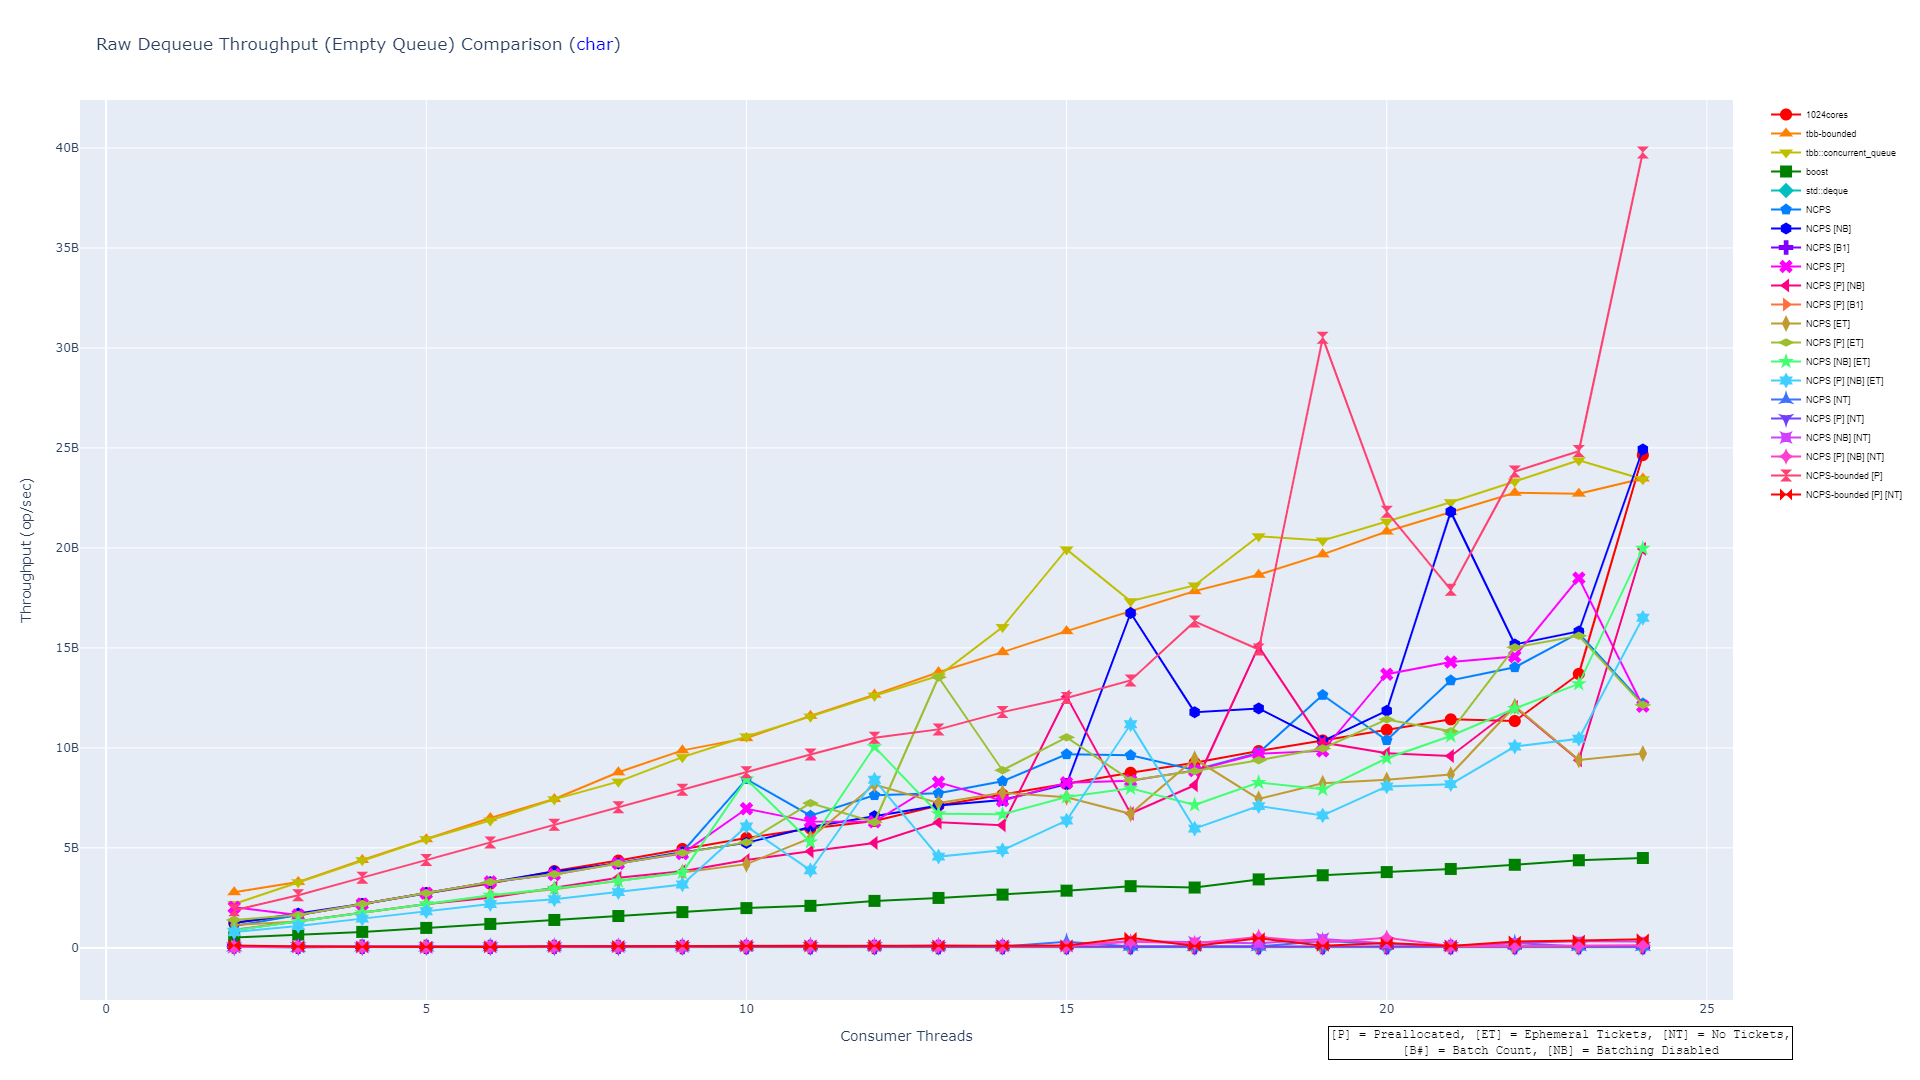 Raw Dequeue Throughput (Empty Queue) Comparison (char)
40B
35B
30B
25B
20B
15B
10B
5B
0
Throughput (op/sec)
0 5 10 15 20 25
Consumer Threads
1024cores
tbb-bounded
tbb::concurrent_queue
boost
std::deque
NCPS
NCPS [NB]
NCPS [B1]
NCPS [P]
NCPS [P] [NB]
NCPS [P] [B1]
NCPS [ET]
NCPS [P] [ET]
NCPS [NB] [ET]
NCPS [P] [NB] [ET]
NCPS [NT]
NCPS [P] [NT]
NCPS [NB] [NT]
NCPS [P] [NB] [NT]
NCPS-bounded [P]
NCPS-bounded [P] [NT]
[P] = Preallocated, [ET] = Ephemeral Tickets, [NT] = No Tickets,
[B#] = Batch Count, [NB] = Batching Disabled